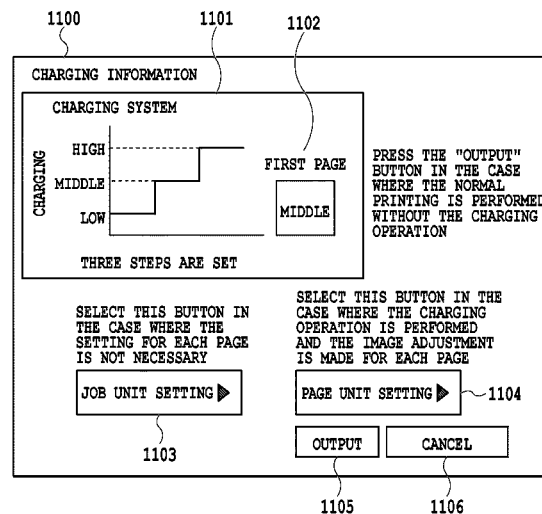 1100
1101
1102
CHARGING INFORMATION
CHARGING SYSTEM
CHARGING
HIGH
MIDDLE
LOW
FIRST PAGE
MIDDLE
THREE STEPS ARE SET
PRESS THE "OUTPUT"
BUTTON IN THE CASE
WHERE THE NORMAL
PRINTING IS PERFORMED
WITHOUT THE CHARGING
OPERATION
SELECT THIS BUTTON IN
THE CASE WHERE THE
SETTING FOR EACH PAGE
IS NOT NECESSARY
JOB UNIT SETTING
1103
SELECT THIS BUTTON IN THE
CASE WHERE THE CHARGING
OPERATION IS PERFORMED
AND THE IMAGE ADJUSTMENT
IS MADE FOR EACH PAGE
PAGE UNIT SETTING
1104
OUTPUT
CANCEL
1105
1106